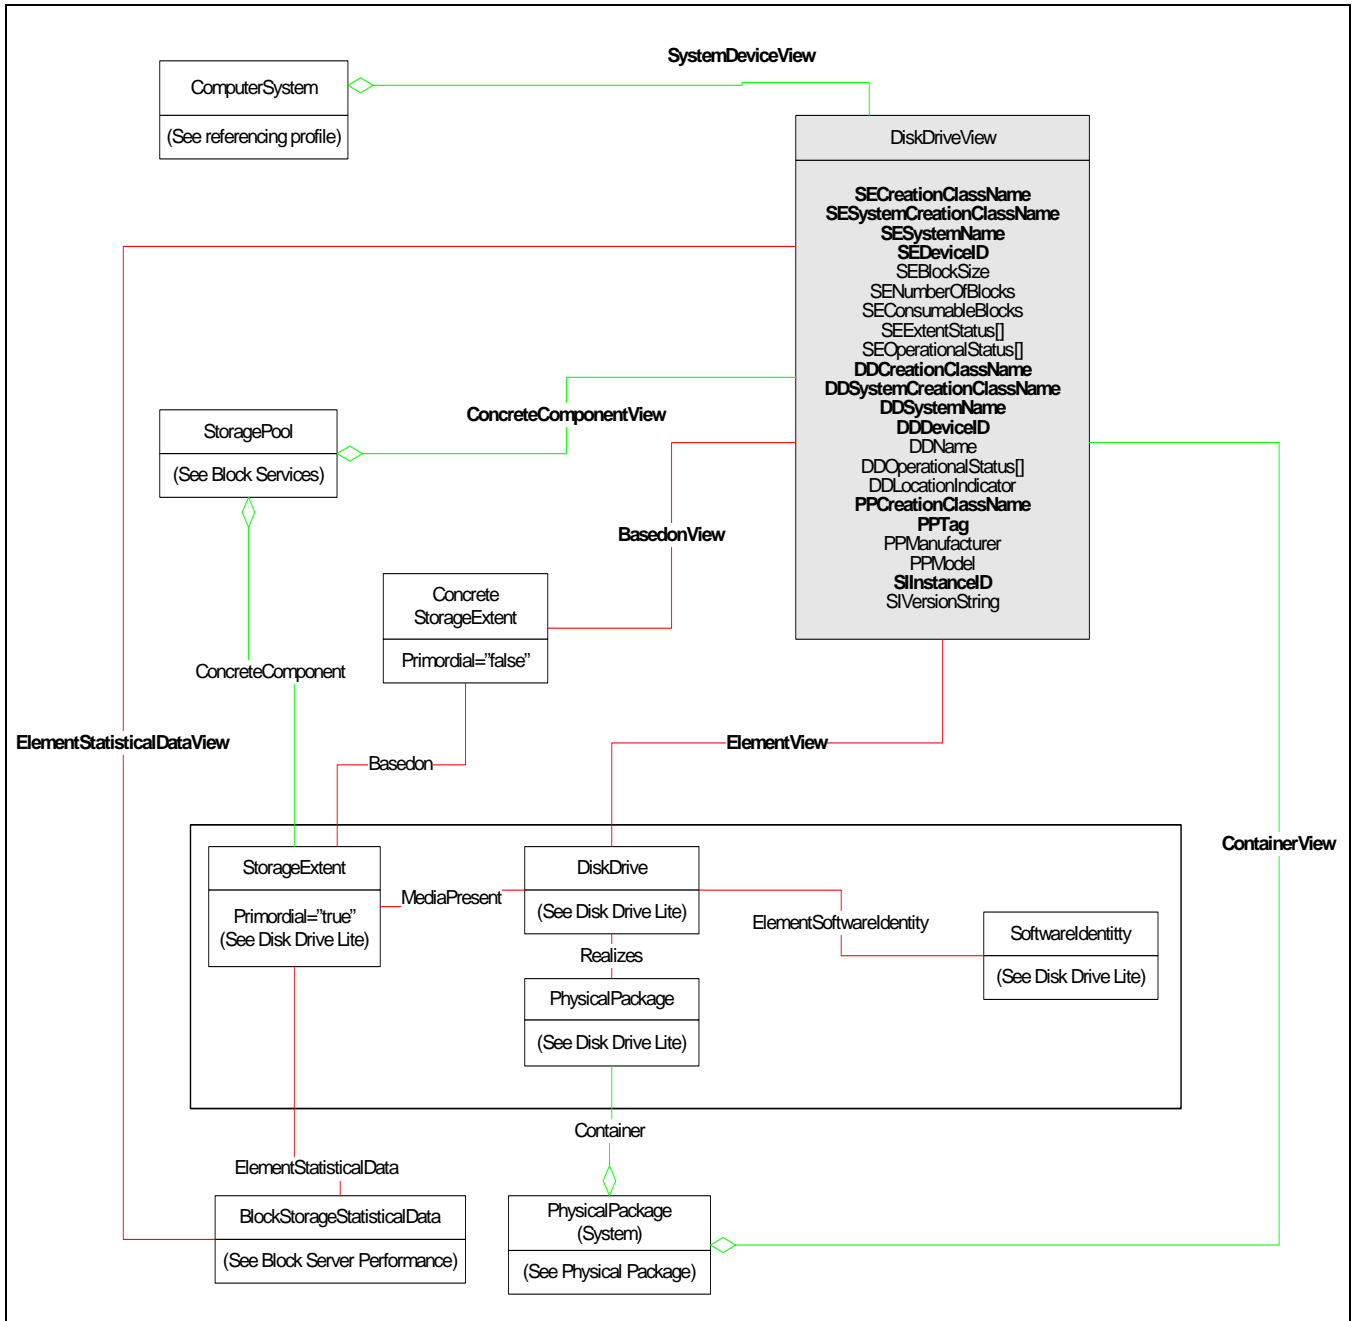 SystemDeviceView
ComputerSystem
(See referencing profile)
DiskDriveView
SECreationClassName
SESystemCreationClassName
SESystemName
SEDeviceID
SEBlockSize
SENumberOfBlocks
SEConsumableBlocks
SEExtentStatus[]
SEOperationalStatus[]
DDCreationClassName
DDSystemCreationClassName
DDSystemName
DDDeviceID
DDName
DDOperationalStatus[]
DDLocationIndicator
PPCreationClassName
PPTag
PPManufacturer
PPModel
SIInstanceID
SIVersionString
ConcreteComponentView
StoragePool
(See Block Services)
BasedonView
Concrete
StorageExtent
Primordial="false"
ConcreteComponent
ElementStatisticalDataView
ElementView
Basedon
ContainerView
StorageExtent
Primordial="true"
(See Disk Drive Lite)
MediaPresent
DiskDrive
(See Disk Drive Lite)
ElementSoftwareIdentity
SoftwareIdentitty
(See Disk Drive Lite)
Realizes
PhysicalPackage
(See Disk Drive Lite)
Container
ElementStatisticalData
BlockStorageStatisticalData
(See Block Server Performance)
PhysicalPackage
(System)
(See Physical Package)